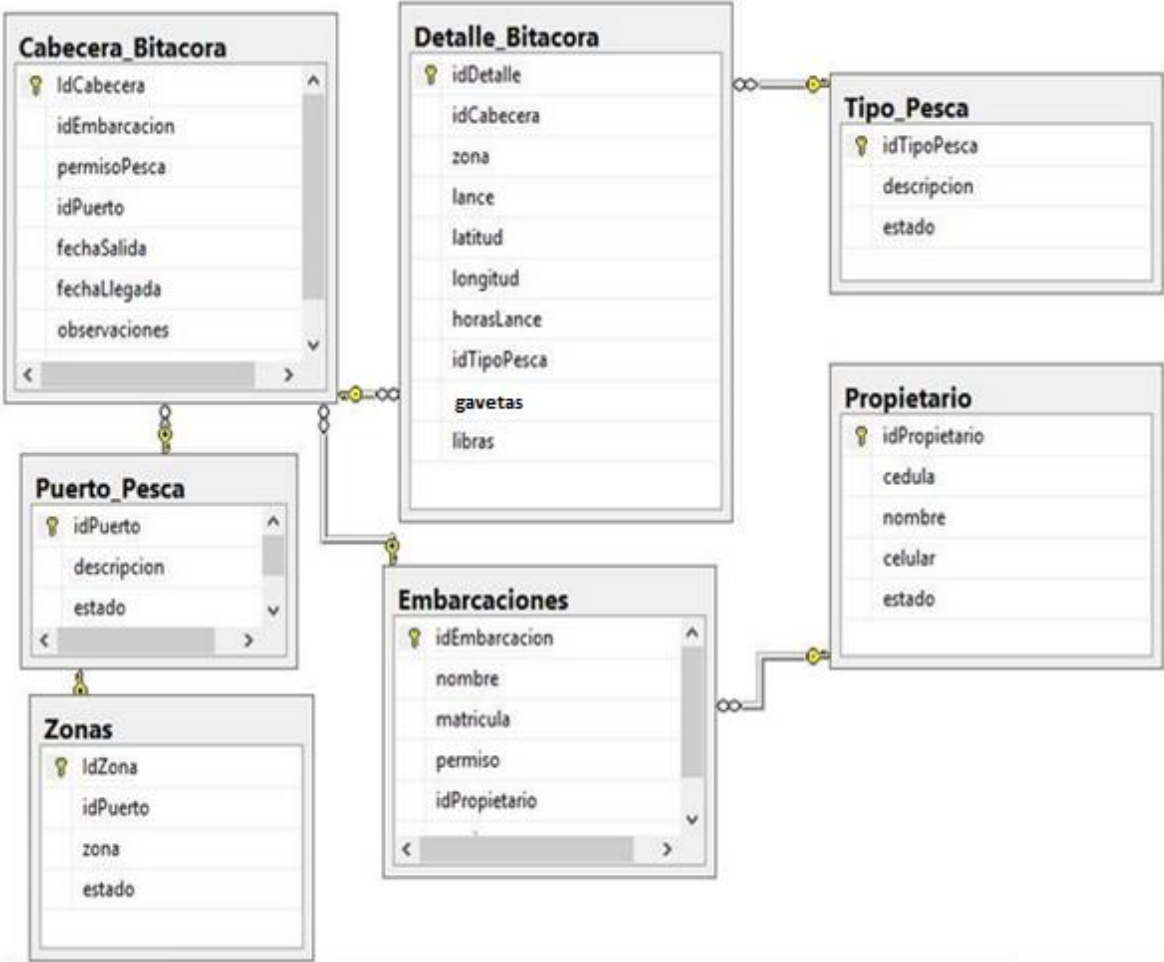 Cabecera_Bitacora
IdCabecera
idEmbarcacion
permisoPesca
idPuerto
fechaSalida
fechaLlegada
observaciones
Detalle_Bitacora
idDetalle
idCabecera
zona
lance
latitud
longitud
horasLance
idTipoPesca
gavetas
libras
Tipo_Pesca
idTipoPesca
descripcion
estado
Propietario
idPropietario
cedula
nombre
celular
estado
Puerto_Pesca
idPuerto
descripcion
estado
Embarcaciones
idEmbarcacion
nombre
matricula
permiso
idPropietario
Zonas
IdZona
idPuerto
zona
estado